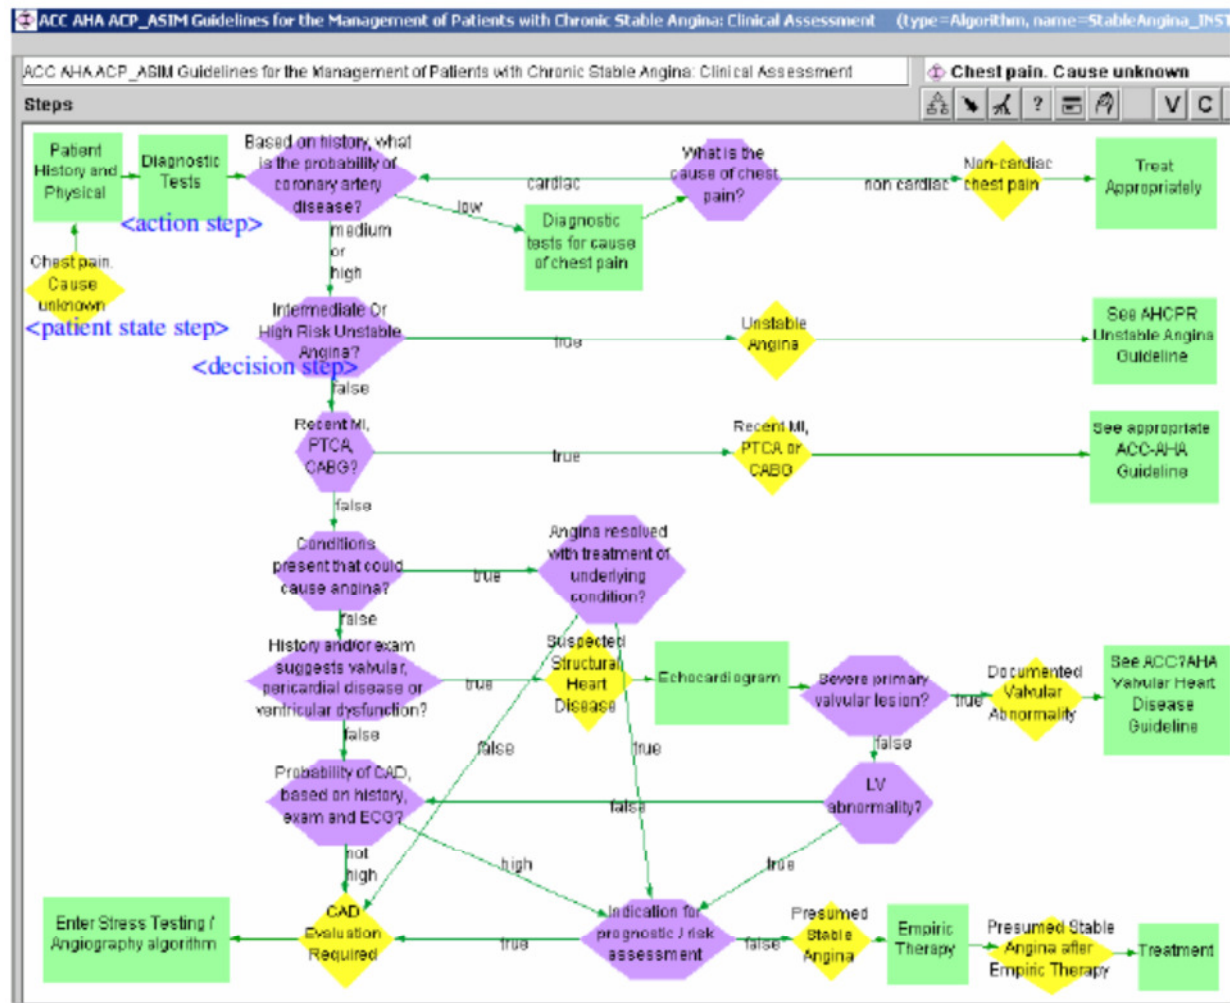 ACC AHA ACP_ASIM Guidelines for the Management of Patients with Chronic Stable Angina: Clinical Assessment (type=Algorithm, name=StableAngina_INST
ACC AHA ACP_ASIM Guidelines for the Management of Patients with Chronic Stable Angina: Clinical Assessment
Chest pain. Cause unknown
Steps
? V C
Patient
History and
Physical
Diagnostic
Tests
Based on history, what
is the probability of
coronary artery
disease?
cardiac
What is the
cause of chest
pain?
non cardiac
Non-cardiac
chest pain
Treat
Appropriately
<action step>
low
Diagnostic
tests for cause
of chest pain
medium
or
high
Chest pain.
Cause
unknown
<patient state step>
Intermediate Or
High Risk Unstable
Angina?
<decision step>
true
Unstable
Angina
See AHCPR
Unstable Angina
Guideline
false
Recent MI,
PTCA,
CABG?
true
Recent MI,
PTCA or
CABG
See appropriate
ACC-AHA
Guideline
false
Conditions
present that could
cause angina?
true
Angina resolved
with treatment of
underlying
condition?
false
History and/or exam
suggests valvular,
pericardial disease or
ventricular dysfunction?
true
Suspected
Structural
Heart
Disease
Echocardiogram
Severe primary
valvular lesion?
true
Documented
Valvular
Abnormality
See ACC?AHA
Valvular Heart
Disease
Guideline
false
false
true
false
Probability of CAD,
based on history,
exam and ECG?
false
LV
abnormality?
not
high
high
true
Enter Stress Testing /
Angiography algorithm
CAD
Evaluation
Required
true
Indication for
prognostic / risk
assessment
false
Presumed
Stable
Angina
Empiric
Therapy
Presumed Stable
Angina after
Empiric Therapy
Treatment